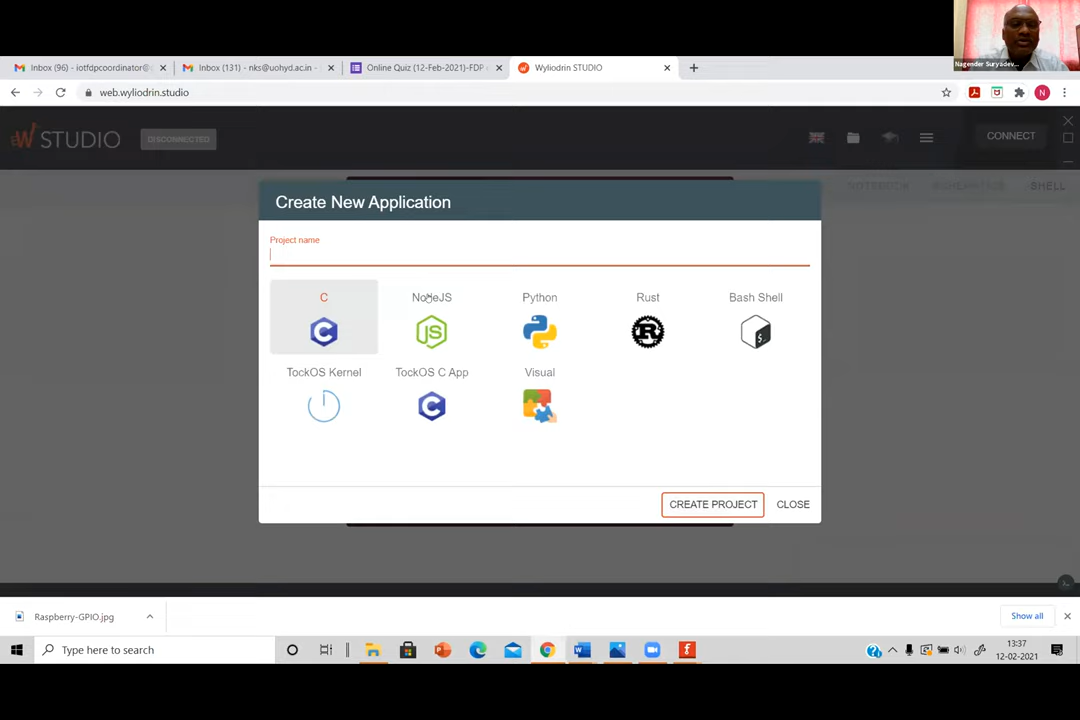 Nagender Suryadev...
Inbox (96) - iotfdpcoordinator@
Inbox (131) - nks@uohyd.ac.in -
Online Quiz (12-Feb-2021)-FDP
Wyliodrin STUDIO
web.wyliodrin.studio
N
W STUDIO
DISCONNECTED
CONNECT
NOTEBOOK
SHELL
Create New Application
Project name
C
NodeJS
Python
Rust
Bash Shell
TockOS Kernel
TockOS C App
Visual
CREATE PROJECT
CLOSE
Raspberry-GPIO.jpg
Show all
Type here to search
13:37
12-02-2021